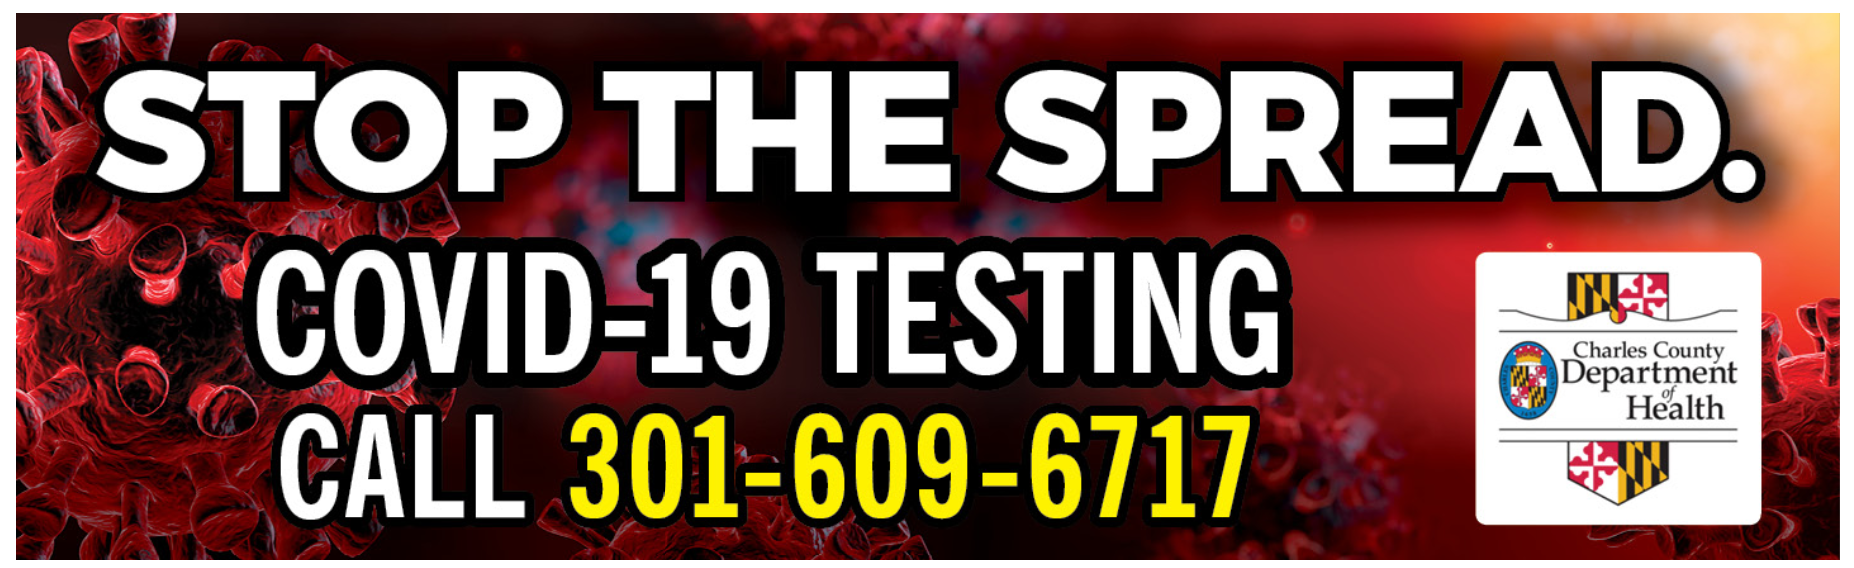 STOP THE SPREAD.
COVID-19 TESTING
CALL 301-609-6717
Charles County
Department
of
Health